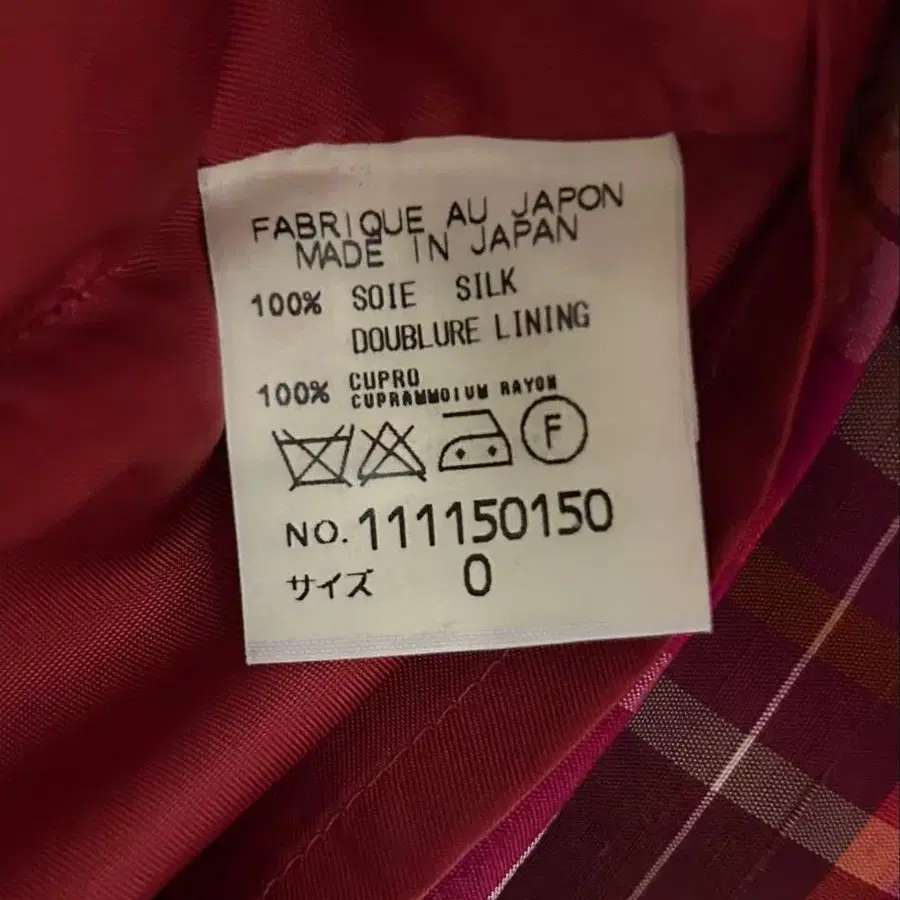 FABRIQUE AU JAPON
MADE IN JAPAN
100% SOIE SILK
DOUBLURE LINING
100% CUPRO
CUPRAMMOIUM RAYON
F
NO. 111150150
サイズ 0